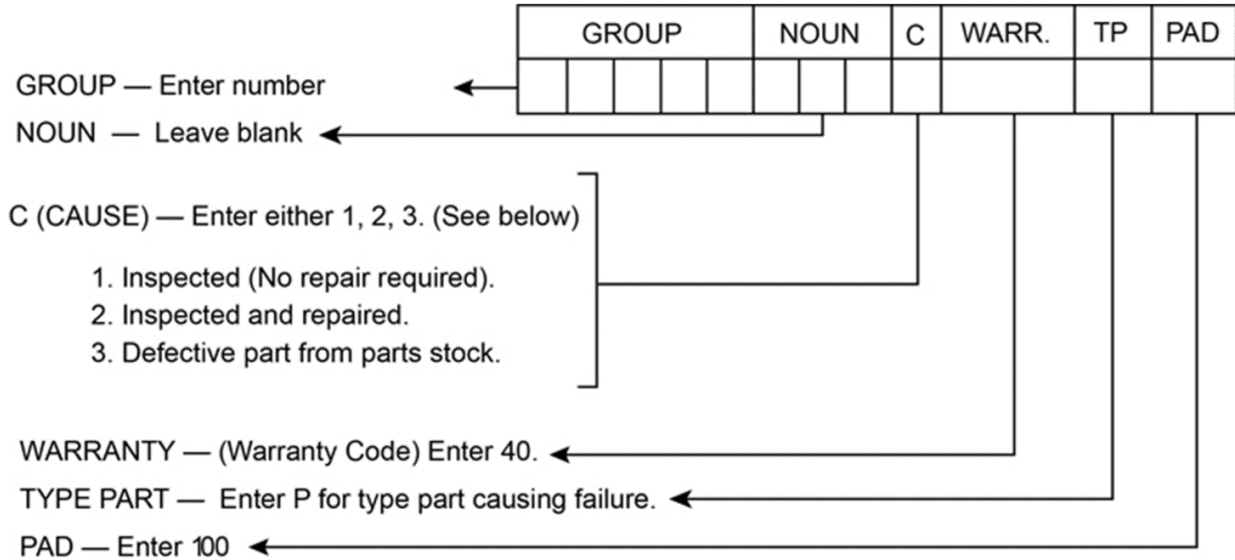 GROUP NOUN C WARR. TP PAD
GROUP — Enter number
NOUN — Leave blank
C (CAUSE) — Enter either 1, 2, 3. (See below)
1. Inspected (No repair required).
2. Inspected and repaired.
3. Defective part from parts stock.
WARRANTY — (Warranty Code) Enter 40.
TYPE PART — Enter P for type part causing failure.
PAD — Enter 100